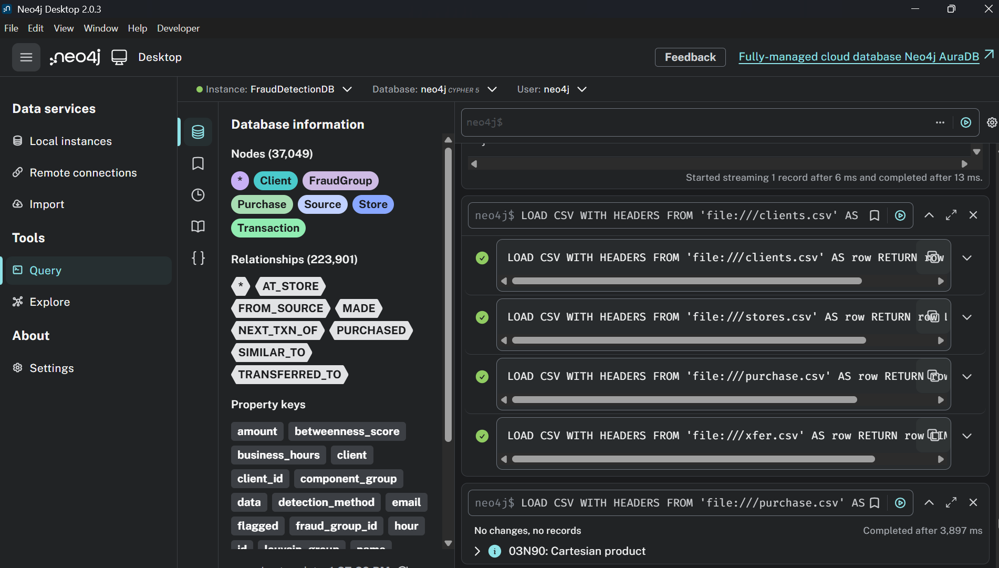 Neo4j Desktop 2.0.3
File Edit View Window Help Developer
neo4j Desktop
Feedback
Fully-managed cloud database Neo4j AuraDB
Instance: FraudDetectionDB
Database: neo4j CYPHER 5
User: neo4j
Data services
Local instances
Remote connections
Import
Tools
Query
Explore
About
Settings
Database information
Nodes (37,049)
* Client FraudGroup
Purchase Source Store
Transaction
Relationships (223,901)
* AT_STORE
FROM_SOURCE MADE
NEXT_TXN_OF PURCHASED
SIMILAR_TO
TRANSFERRED_TO
Property keys
amount betweenness_score
business_hours client
client_id component_group
data detection_method email
flagged fraud_group_id hour
id louvain_group name
neo4j$
Started streaming 1 record after 6 ms and completed after 13 ms.
neo4j$ LOAD CSV WITH HEADERS FROM 'file:///clients.csv' AS
LOAD CSV WITH HEADERS FROM 'file:///clients.csv' AS row RETURN row
LOAD CSV WITH HEADERS FROM 'file:///stores.csv' AS row RETURN row L
LOAD CSV WITH HEADERS FROM 'file:///purchase.csv' AS row RETURN row
LOAD CSV WITH HEADERS FROM 'file:///xfer.csv' AS row RETURN row LIM
neo4j$ LOAD CSV WITH HEADERS FROM 'file:///purchase.csv' AS
No changes, no records
Completed after 3,897 ms
03N90: Cartesian product